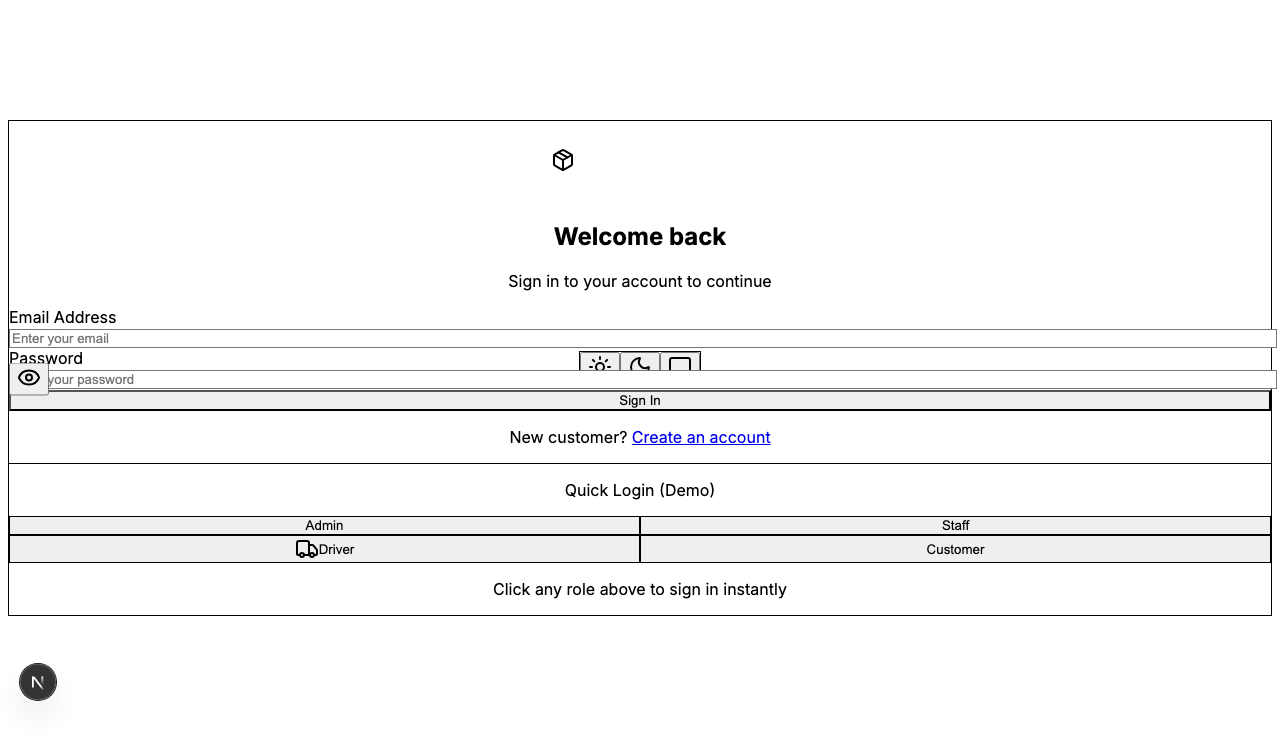 Welcome back
Sign in to your account to continue
Email Address
Enter your email
Password
your password
Sign In
New customer? Create an account
Quick Login (Demo)
Admin
Staff
Driver
Customer
Click any role above to sign in instantly
N